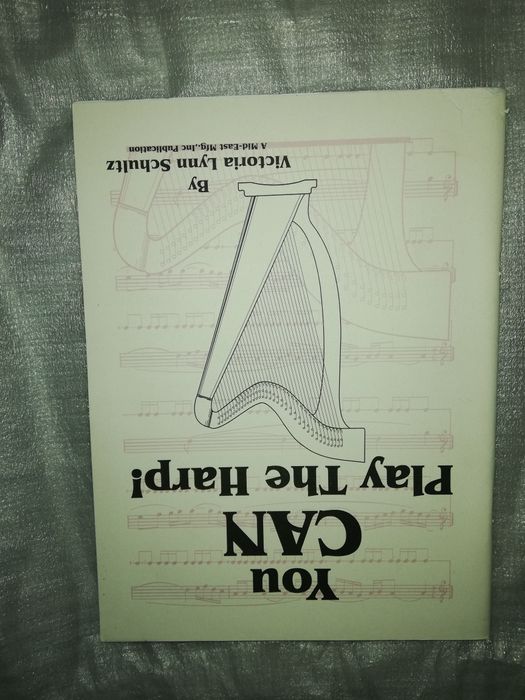 You
CAN
Play The Harp!
By
Victoria Lynn Schultz
A Mid-East Mfg., Inc Publication